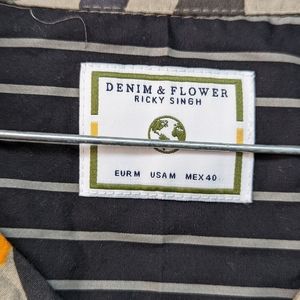 DENIM & FLOWER
RICKY SINGH
EUR M USA M MEX 40